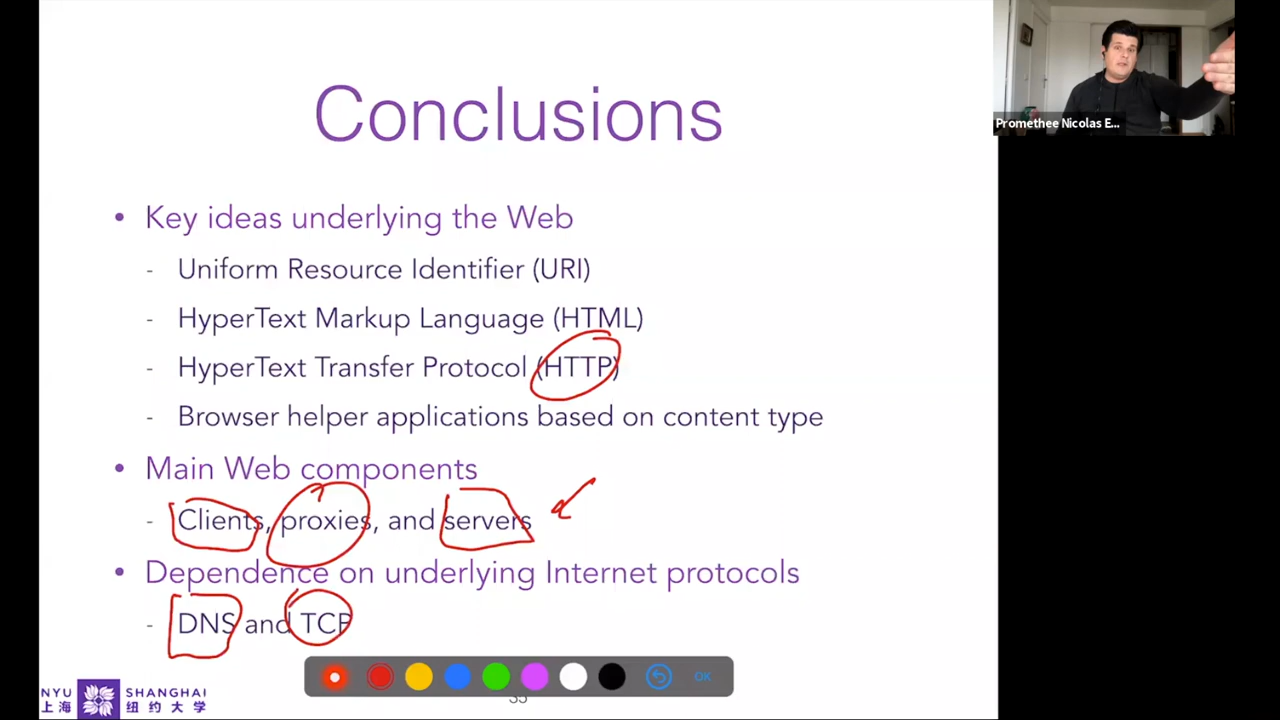 Conclusions
Promethee Nicolas E...
• Key ideas underlying the Web
- Uniform Resource Identifier (URI)
- HyperText Markup Language (HTML)
- HyperText Transfer Protocol (HTTP)
- Browser helper applications based on content type
• Main Web components
- Clients, proxies, and servers
• Dependence on underlying Internet protocols
- DNS and TCP
OK
35
NYU SHANGHAI
上海 纽约大学